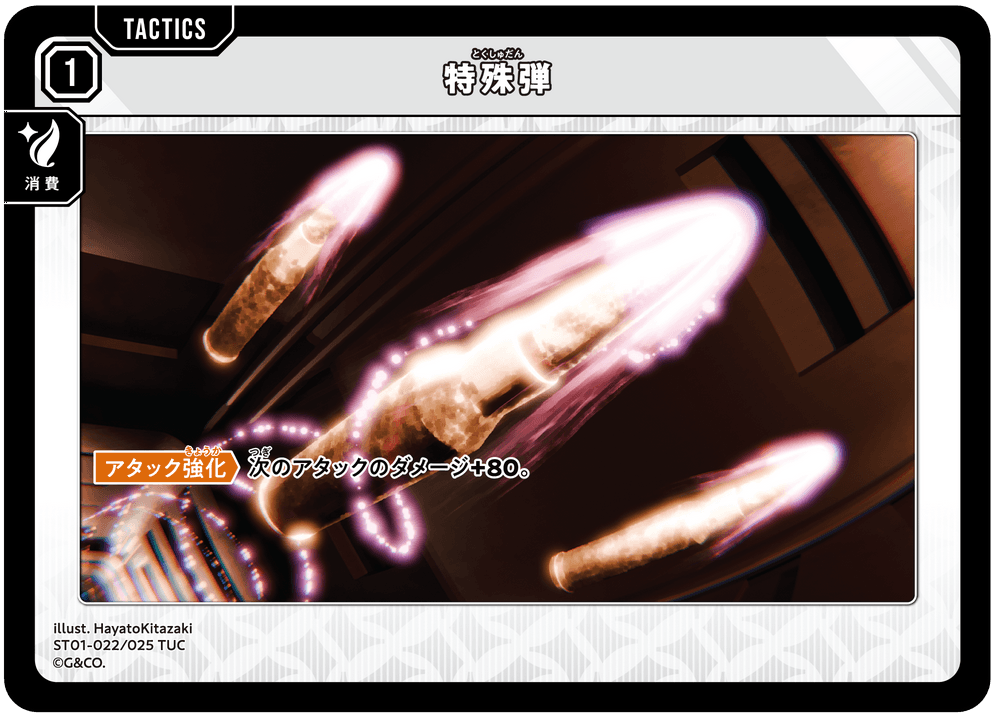 TACTICS
1
とくしゅだん
特殊弾
消費
きょうか つぎ
アタック強化 次のアタックのダメージ+80。
illust. HayatoKitazaki
ST01-022/025 TUC
©G&CO.